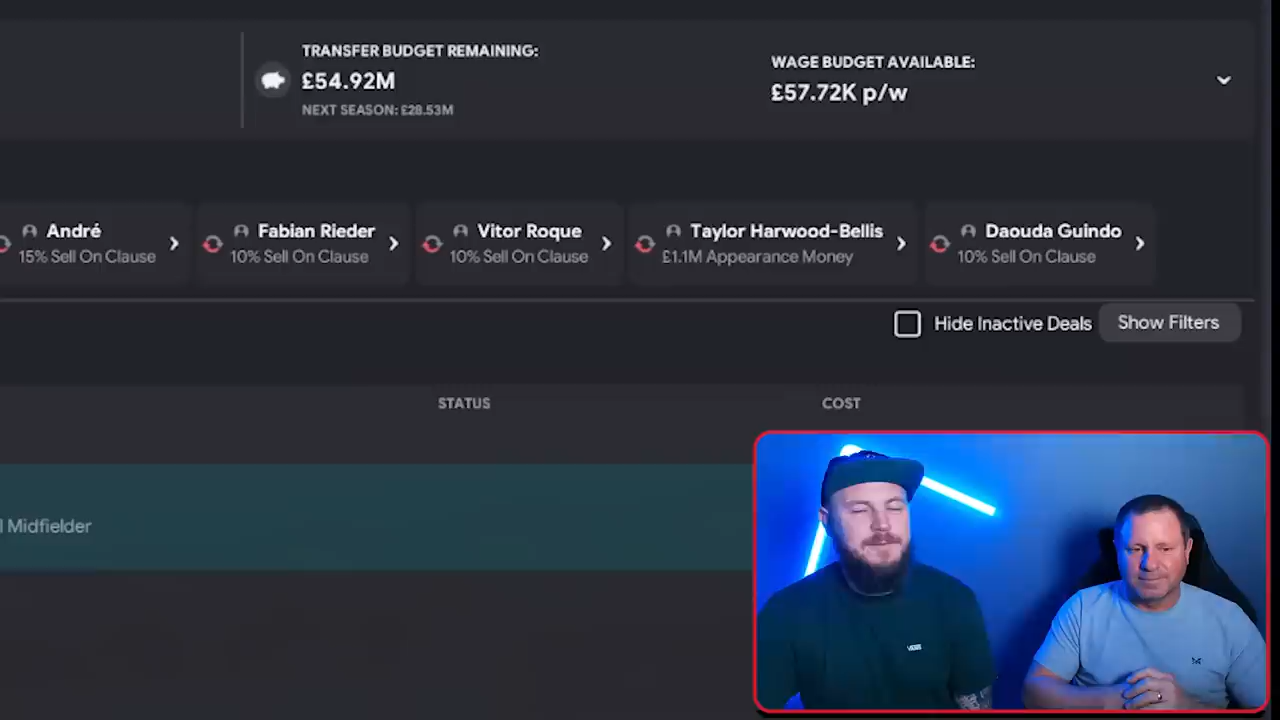 TRANSFER BUDGET REMAINING:
£54.92M
NEXT SEASON: £28.53M
WAGE BUDGET AVAILABLE:
£57.72K p/w
André
15% Sell On Clause
Fabian Rieder
10% Sell On Clause
Vitor Roque
10% Sell On Clause
Taylor Harwood-Bellis
£1.1M Appearance Money
Daouda Guindo
10% Sell On Clause
Hide Inactive Deals
Show Filters
STATUS
COST
l Midfielder
VANS